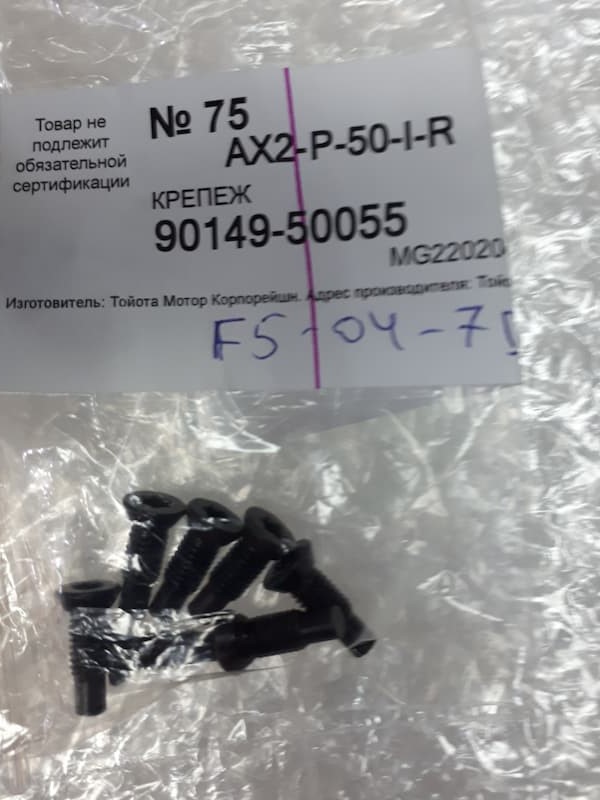 Товар не
подлежит
обязательной
сертификации
№ 75
AX2-P-50-I-R
КРЕПЕЖ
90149-50055
MG22020
Изготовитель: Тойота Мотор Корпорейшн. Адрес производителя:
F5-04-7